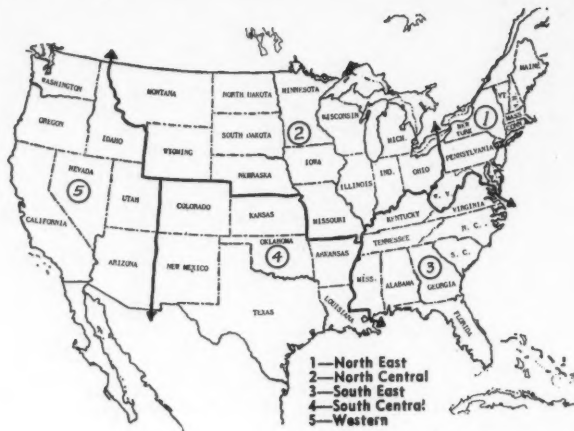 WASHINGTON
MONTANA
NORTH DAKOTA
MINNESOTA
MAINE
VT.
N.
OREGON
IDAHO
SOUTH DAKOTA
WISCONSIN
MICH.
NEW YORK
MASS
CONN
1
2
WYOMING
IOWA
PENNSYLVANIA
NEVADA
NEBRASKA
ILLINOIS
IND.
OHIO
5
UTAH
COLORADO
KANSAS
MISSOURI
W. V.
VIRGINIA
KENTUCKY
CALIFORNIA
OKLAHOMA
TENNESSEE
N. C.
ARIZONA
NEW MEXICO
4
ARKANSAS
S. C.
3
MISS.
ALABAMA
GEORGIA
TEXAS
LOUISIANA
FLORIDA
1—North East
2—North Central
3—South East
4—South Central
5—Western